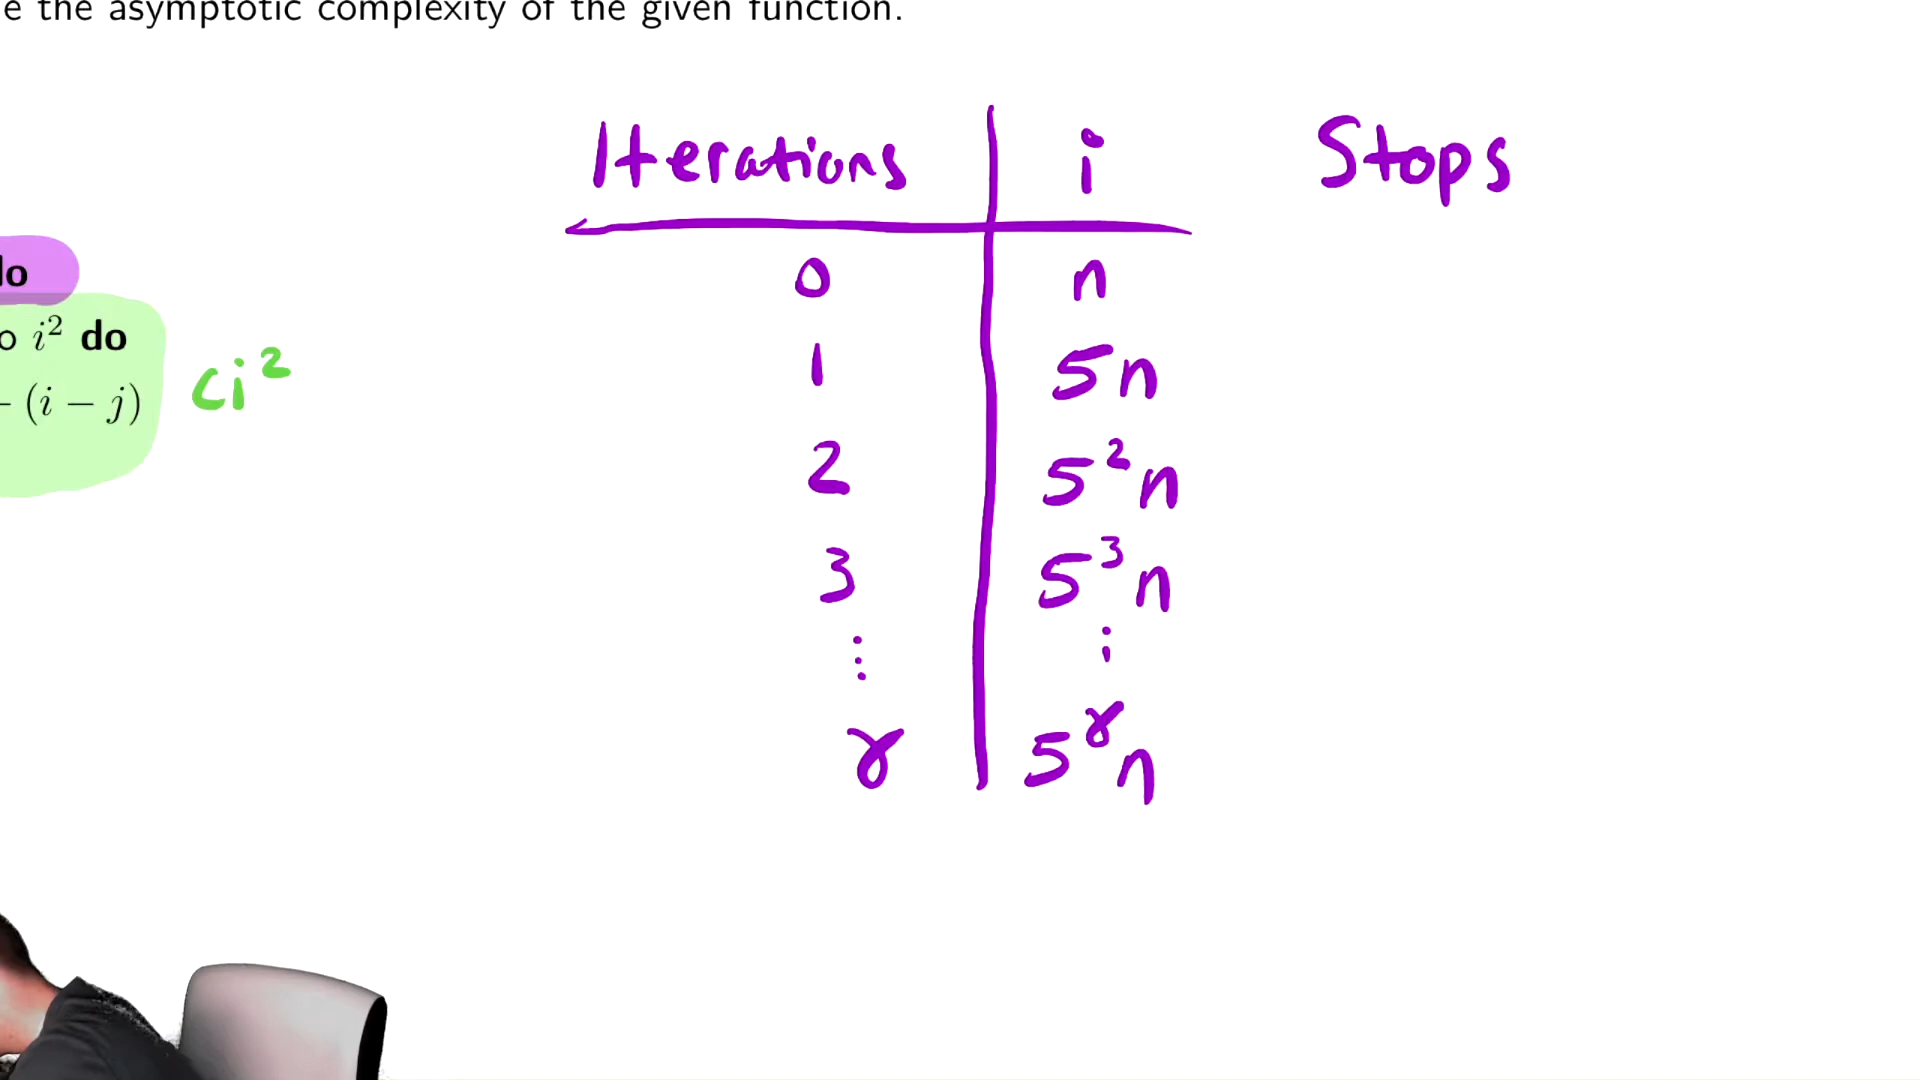 e the asymptotic complexity of the given function.
Iterations i Stops
0 n
do
1 5n
o i² do
ci²
- (i − j)
2 5²n
3 5³n
⋮ ⋮
γ 5^γ n